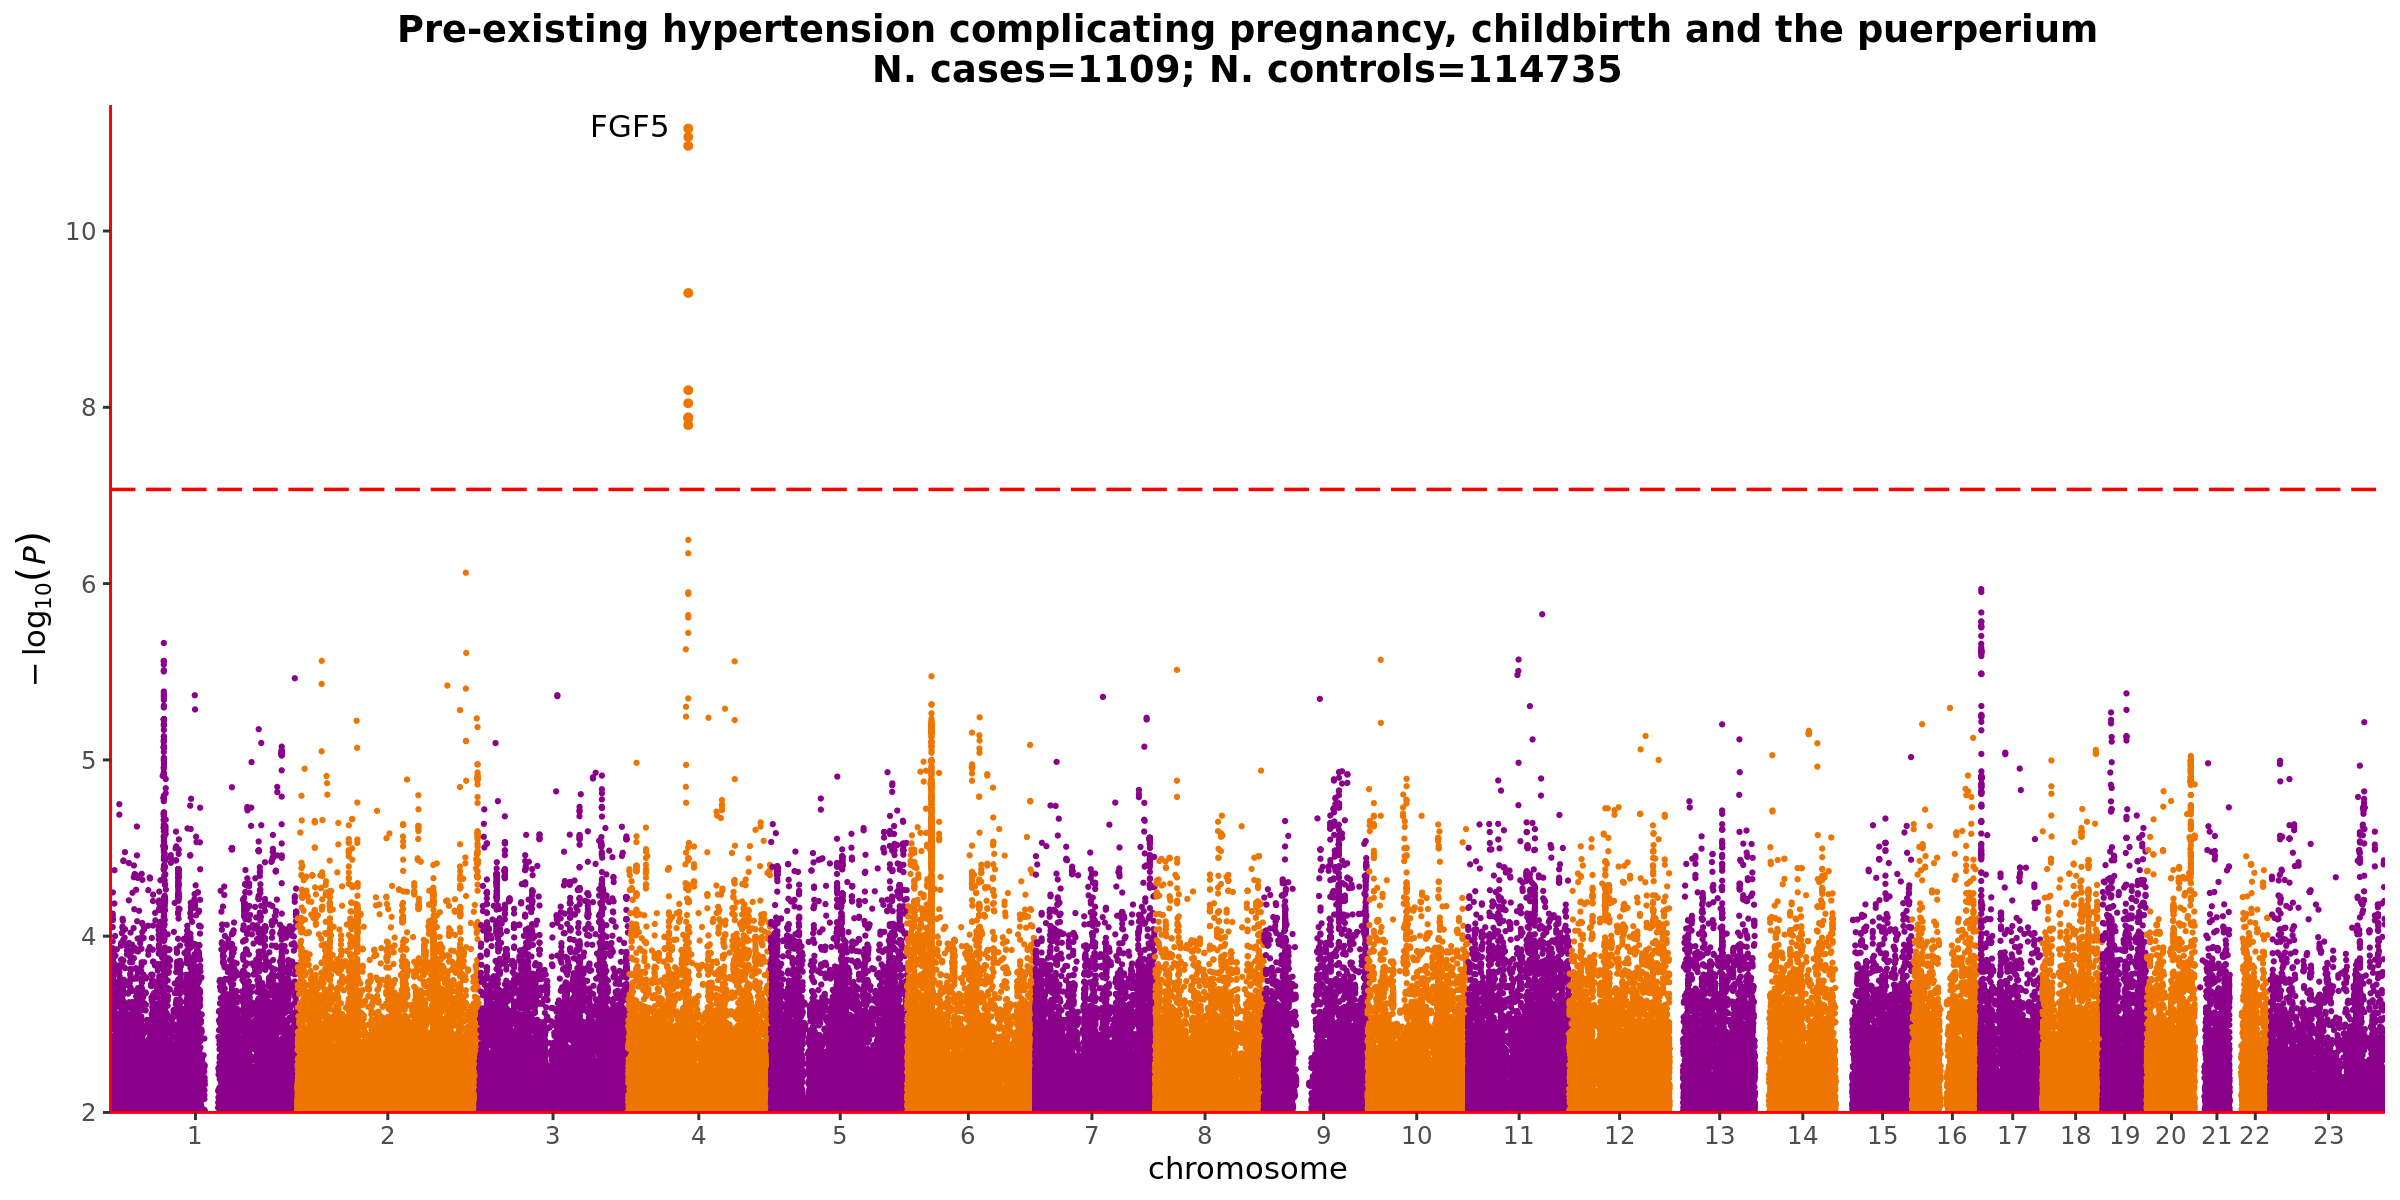 Pre-existing hypertension complicating pregnancy, childbirth and the puerperium
N. cases=1109; N. controls=114735
FGF5
10
8
6
5
4
2
−log10(P)
1 2 3 4 5 6 7 8 9 10 11 12 13 14 15 16 17 18 19 20 21 22 23
chromosome